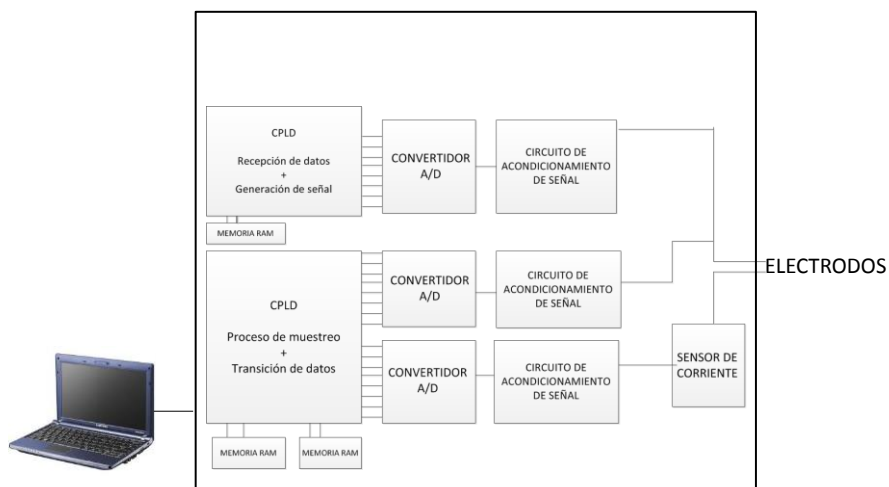 CPLD
Recepción de datos
+
Generación de señal
CONVERTIDOR
A/D
CIRCUITO DE
ACONDICIONAMIENTO
DE SEÑAL
MEMORIA RAM
CPLD
Proceso de muestreo
+
Transición de datos
CONVERTIDOR
A/D
CIRCUITO DE
ACONDICIONAMIENTO
DE SEÑAL
ELECTRODOS
CONVERTIDOR
A/D
CIRCUITO DE
ACONDICIONAMIENTO
DE SEÑAL
SENSOR DE
CORRIENTE
MEMORIA RAM
MEMORIA RAM